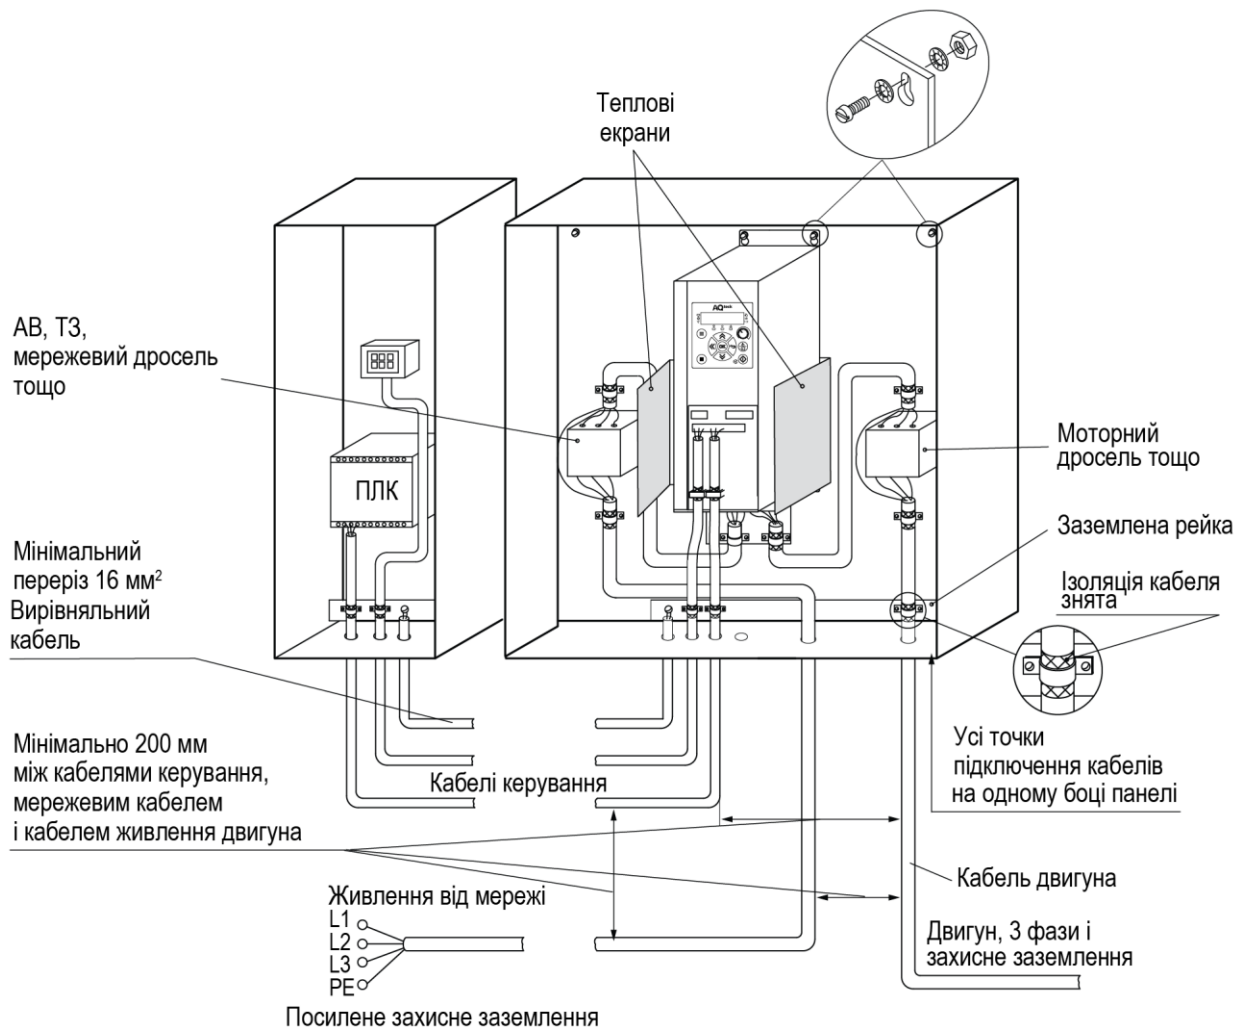 Теплові
екрани
AQ
АВ, ТЗ,
мережевий дросель
тощо
ПЛК
Моторний
дросель тощо
Заземлена рейка
Ізоляція кабеля
знята
Мінімальний
переріз 16 мм²
Вирівняльний
кабель
Мінімально 200 мм
між кабелями керування,
мережевим кабелем
і кабелем живлення двигуна
Кабелі керування
Усі точки
підключення кабелів
на одному боці панелі
Кабель двигуна
Живлення від мережі
L1
L2
L3
PE
Двигун, 3 фази і
захисне заземлення
Посилене захисне заземлення